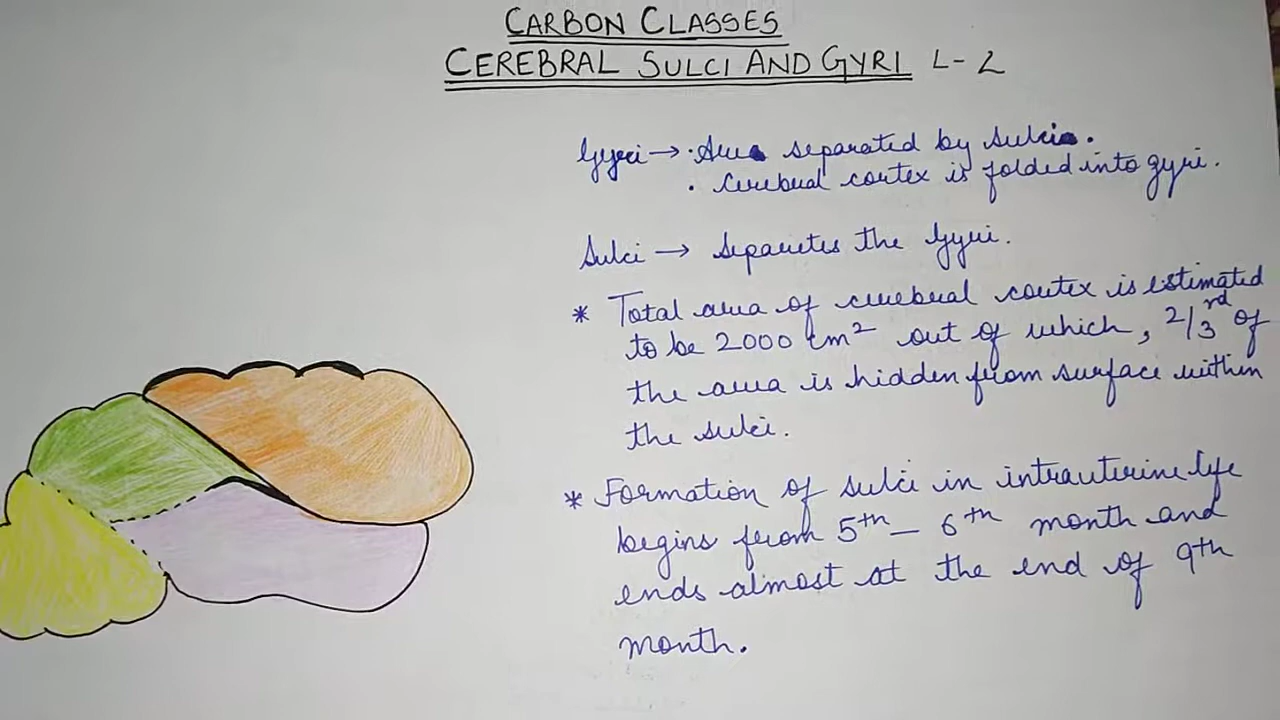 CARBON CLASSES
CEREBRAL SULCI AND GYRI L-2
Gyri → · Area separated by sulci.
· Cerebral cortex is folded into gyri.
Sulci → Separates the Gyri.
* Total area of cerebral cortex is estimated
to be 2000 cm² out of which, 2/3rd of
the area is hidden from surface within
the sulci.
* Formation of sulci in intrauterine life
begins from 5th – 6th month and
ends almost at the end of 9th
month.